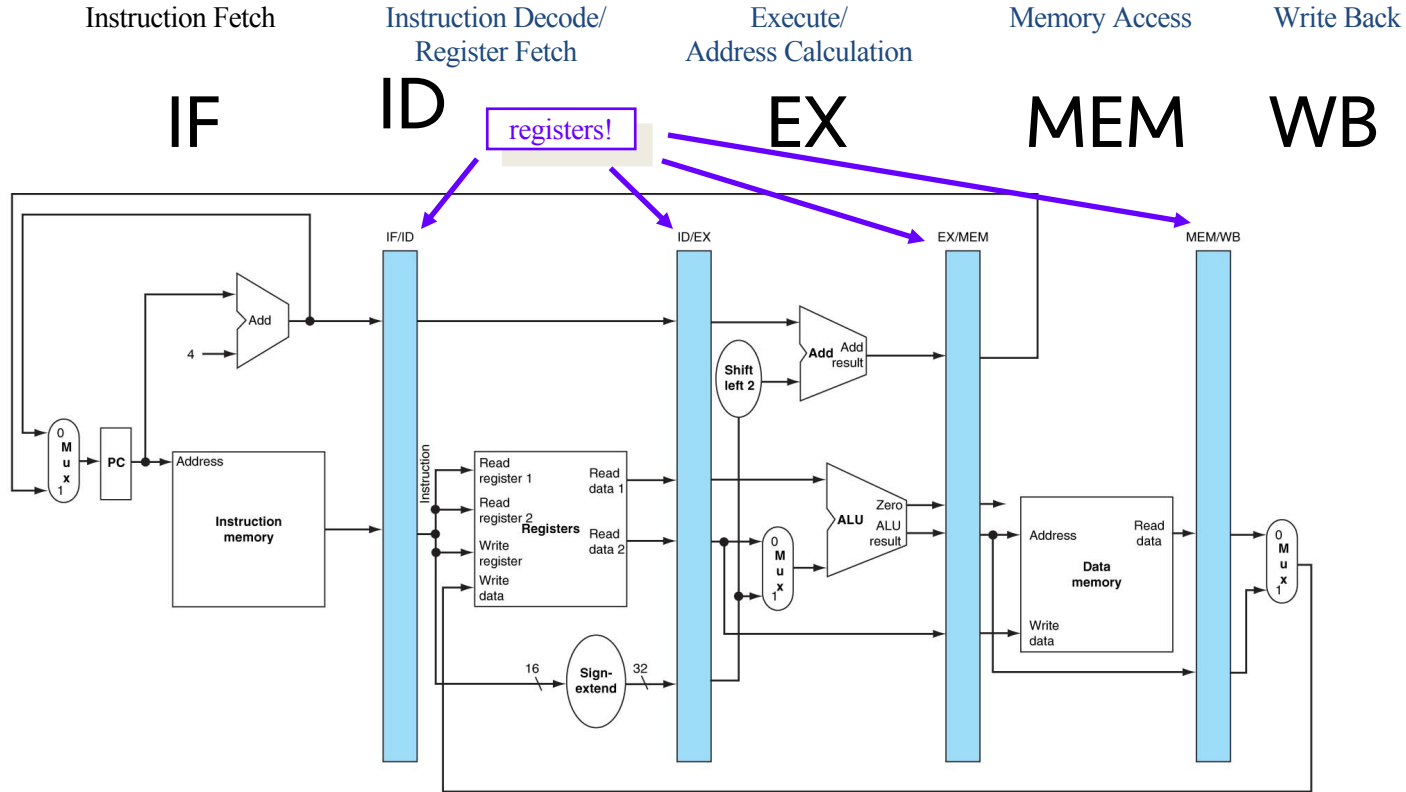 Instruction Fetch
Instruction Decode/
Register Fetch
Execute/
Address Calculation
Memory Access
Write Back
IF
ID
registers!
EX
MEM
WB
IF/ID
ID/EX
EX/MEM
MEM/WB
Add
4
Shift
left 2
Add
Add
result
0
M
u
x
1
PC
Address
Instruction
memory
Instruction
Read
register 1
Read
register 2
Write
register
Write
data
Registers
Read
data 1
Read
data 2
0
M
u
x
1
ALU
Zero
ALU
result
Address
Read
data
Data
memory
Write
data
0
M
u
x
1
16
Sign-
extend
32